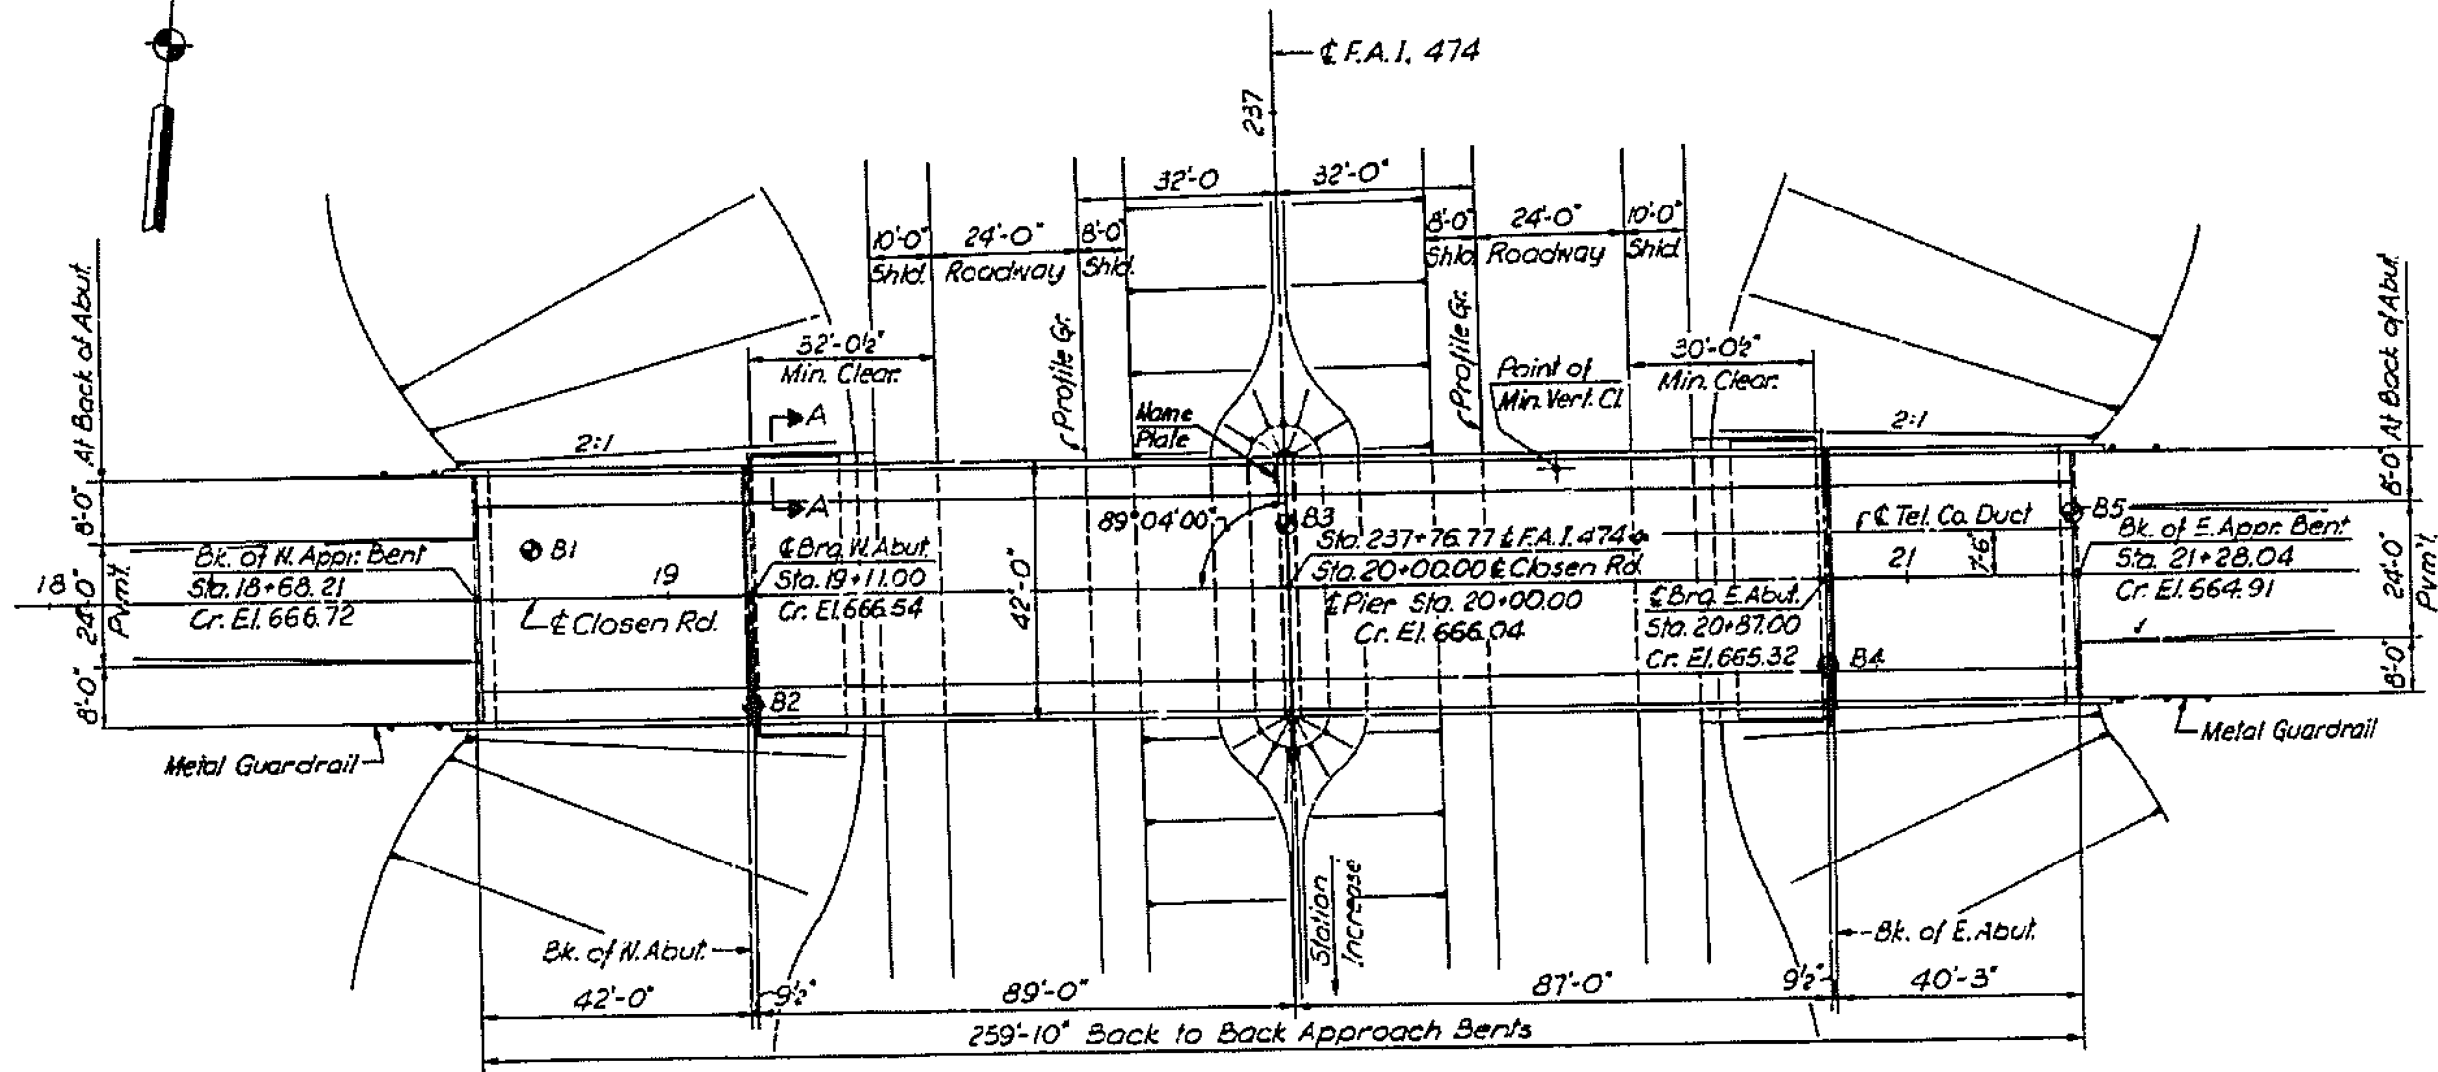 ℄ F.A.I. 474
237
32'-0
32'-0"
10'-0"
24'-0"
8'-0"
Shld.
Roadway
Shld.
8'-0"
24'-0"
10'-0"
Shld.
Roadway
Shld.
At Back of Abut.
At Back of Abut.
32'-0½"
Min. Clear.
Profile Gr.
Profile Gr.
Point of
Min. Vert. Cl.
30'-0½"
Min. Clear.
A
A
Name
Plate
2:1
2:1
8'-0"
24'-0"
Pvm't.
8'-0"
8'-0"
24'-0"
Pvm't.
8'-0"
B1
Bk. of W. Appr. Bent
Sta. 18+68.21
Cr. El. 666.72
18
19
℄ Closen Rd.
℄ Brg. W. Abut.
Sta. 19+11.00
Cr. El. 666.54
42'-0"
89°04'00"
B3
Sta. 237+76.77 ℄ F.A.I. 474 =
Sta. 20+00.00 ℄ Closen Rd.
℄ Pier Sta. 20+00.00
Cr. El. 666.04
℄ Tel. Co. Duct
21
7'-6"
℄ Brg. E. Abut.
Sta. 20+87.00
Cr. El. 665.32
B5
Bk. of E. Appr. Bent
Sta. 21+28.04
Cr. El. 664.91
B2
B4
Metal Guardrail
Metal Guardrail
Bk. of W. Abut.
Bk. of E. Abut.
Station
Increase
42'-0"
9½"
89'-0"
87'-0"
9½"
40'-3"
259'-10" Back to Back Approach Bents